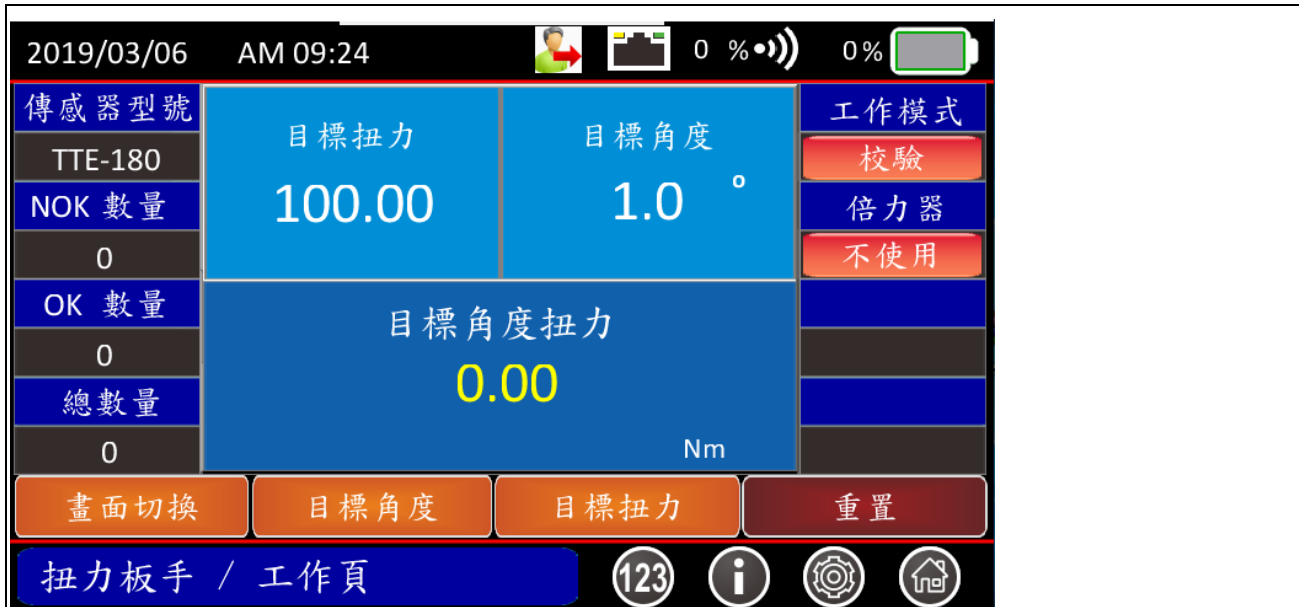 2019/03/06 AM 09:24 0 % 0%
傳感器型號
TTE-180
NOK 數量
0
OK 數量
0
總數量
0
目標扭力
100.00
目標角度
1.0 °
目標角度扭力
0.00
Nm
工作模式
校驗
倍力器
不使用
畫面切換 目標角度 目標扭力 重置
扭力板手 / 工作頁 123 i